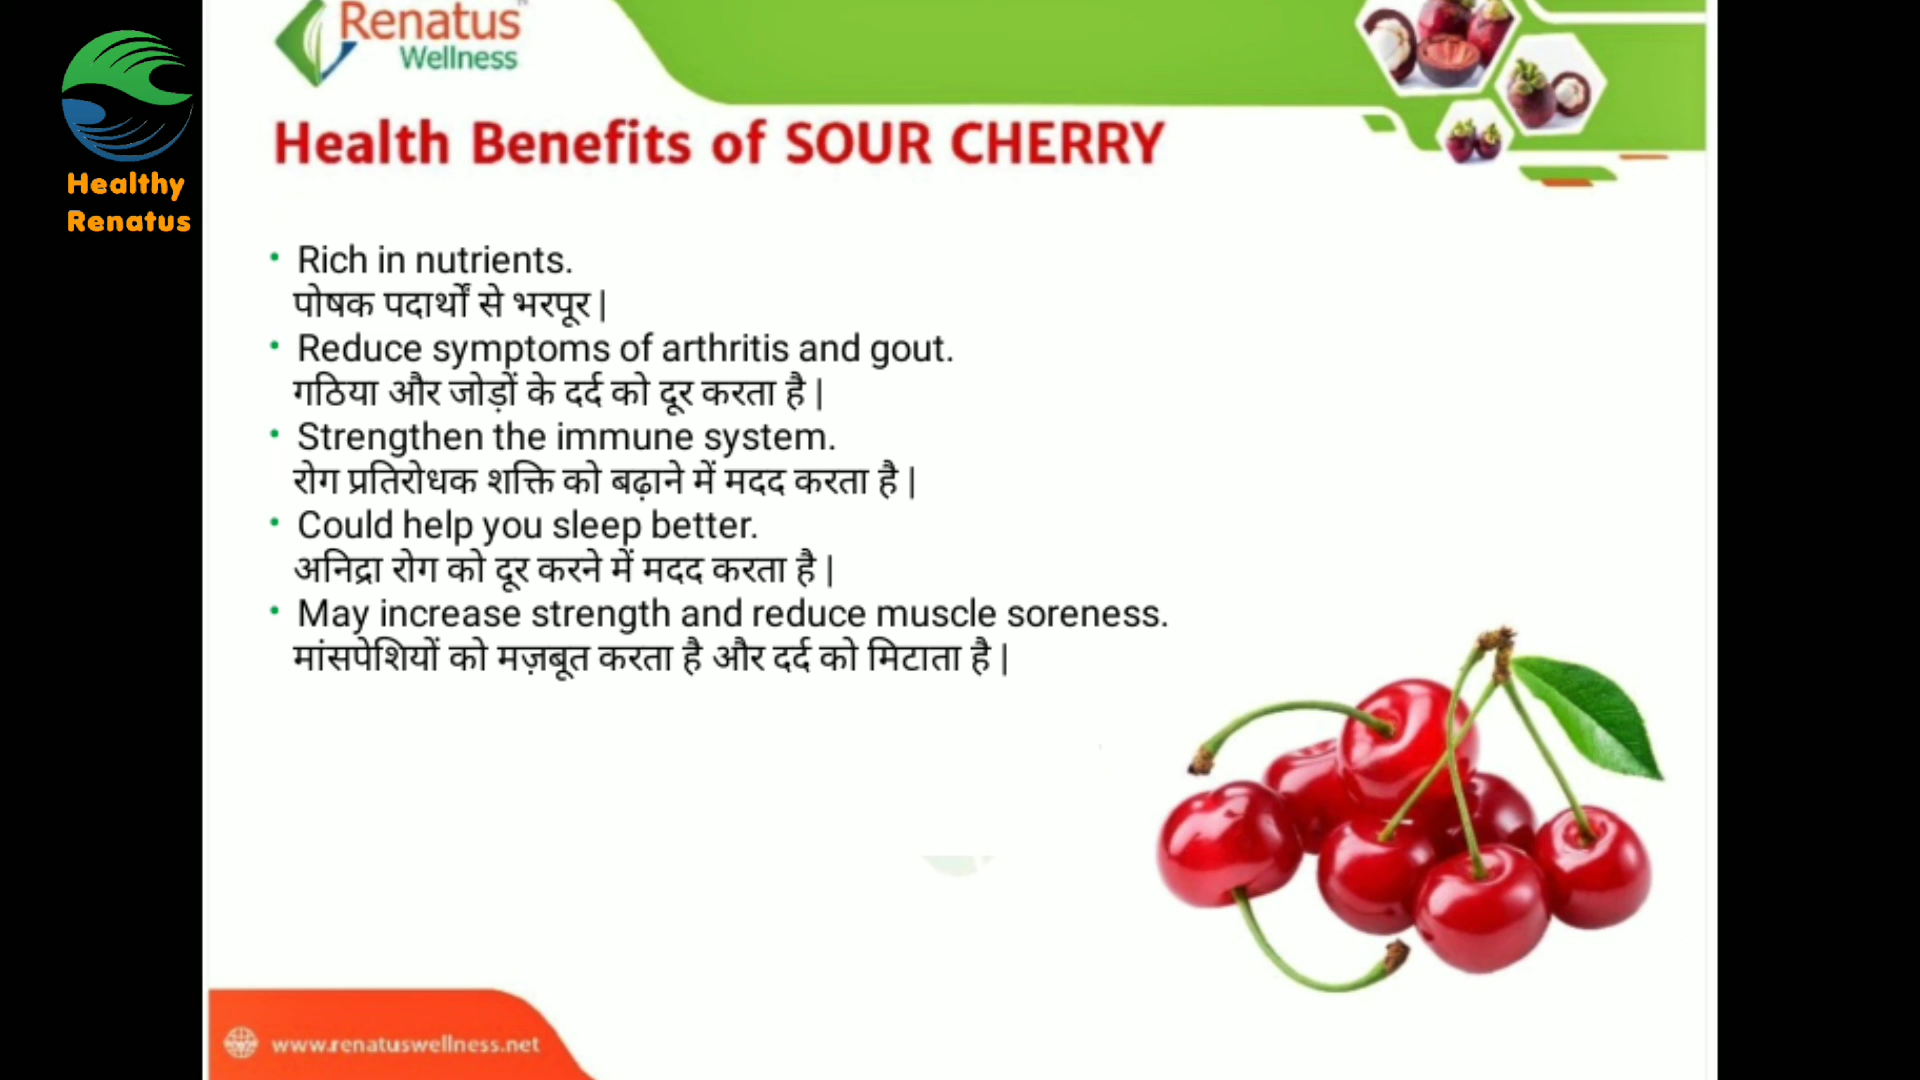 Renatus™
Wellness
Healthy
Renatus
Health Benefits of SOUR CHERRY
• Rich in nutrients.
पोषक पदार्थों से भरपूर |
• Reduce symptoms of arthritis and gout.
गठिया और जोड़ों के दर्द को दूर करता है |
• Strengthen the immune system.
रोग प्रतिरोधक शक्ति को बढ़ाने में मदद करता है |
• Could help you sleep better.
अनिद्रा रोग को दूर करने में मदद करता है |
• May increase strength and reduce muscle soreness.
मांसपेशियों को मज़बूत करता है और दर्द को मिटाता है |
www.renatuswellness.net